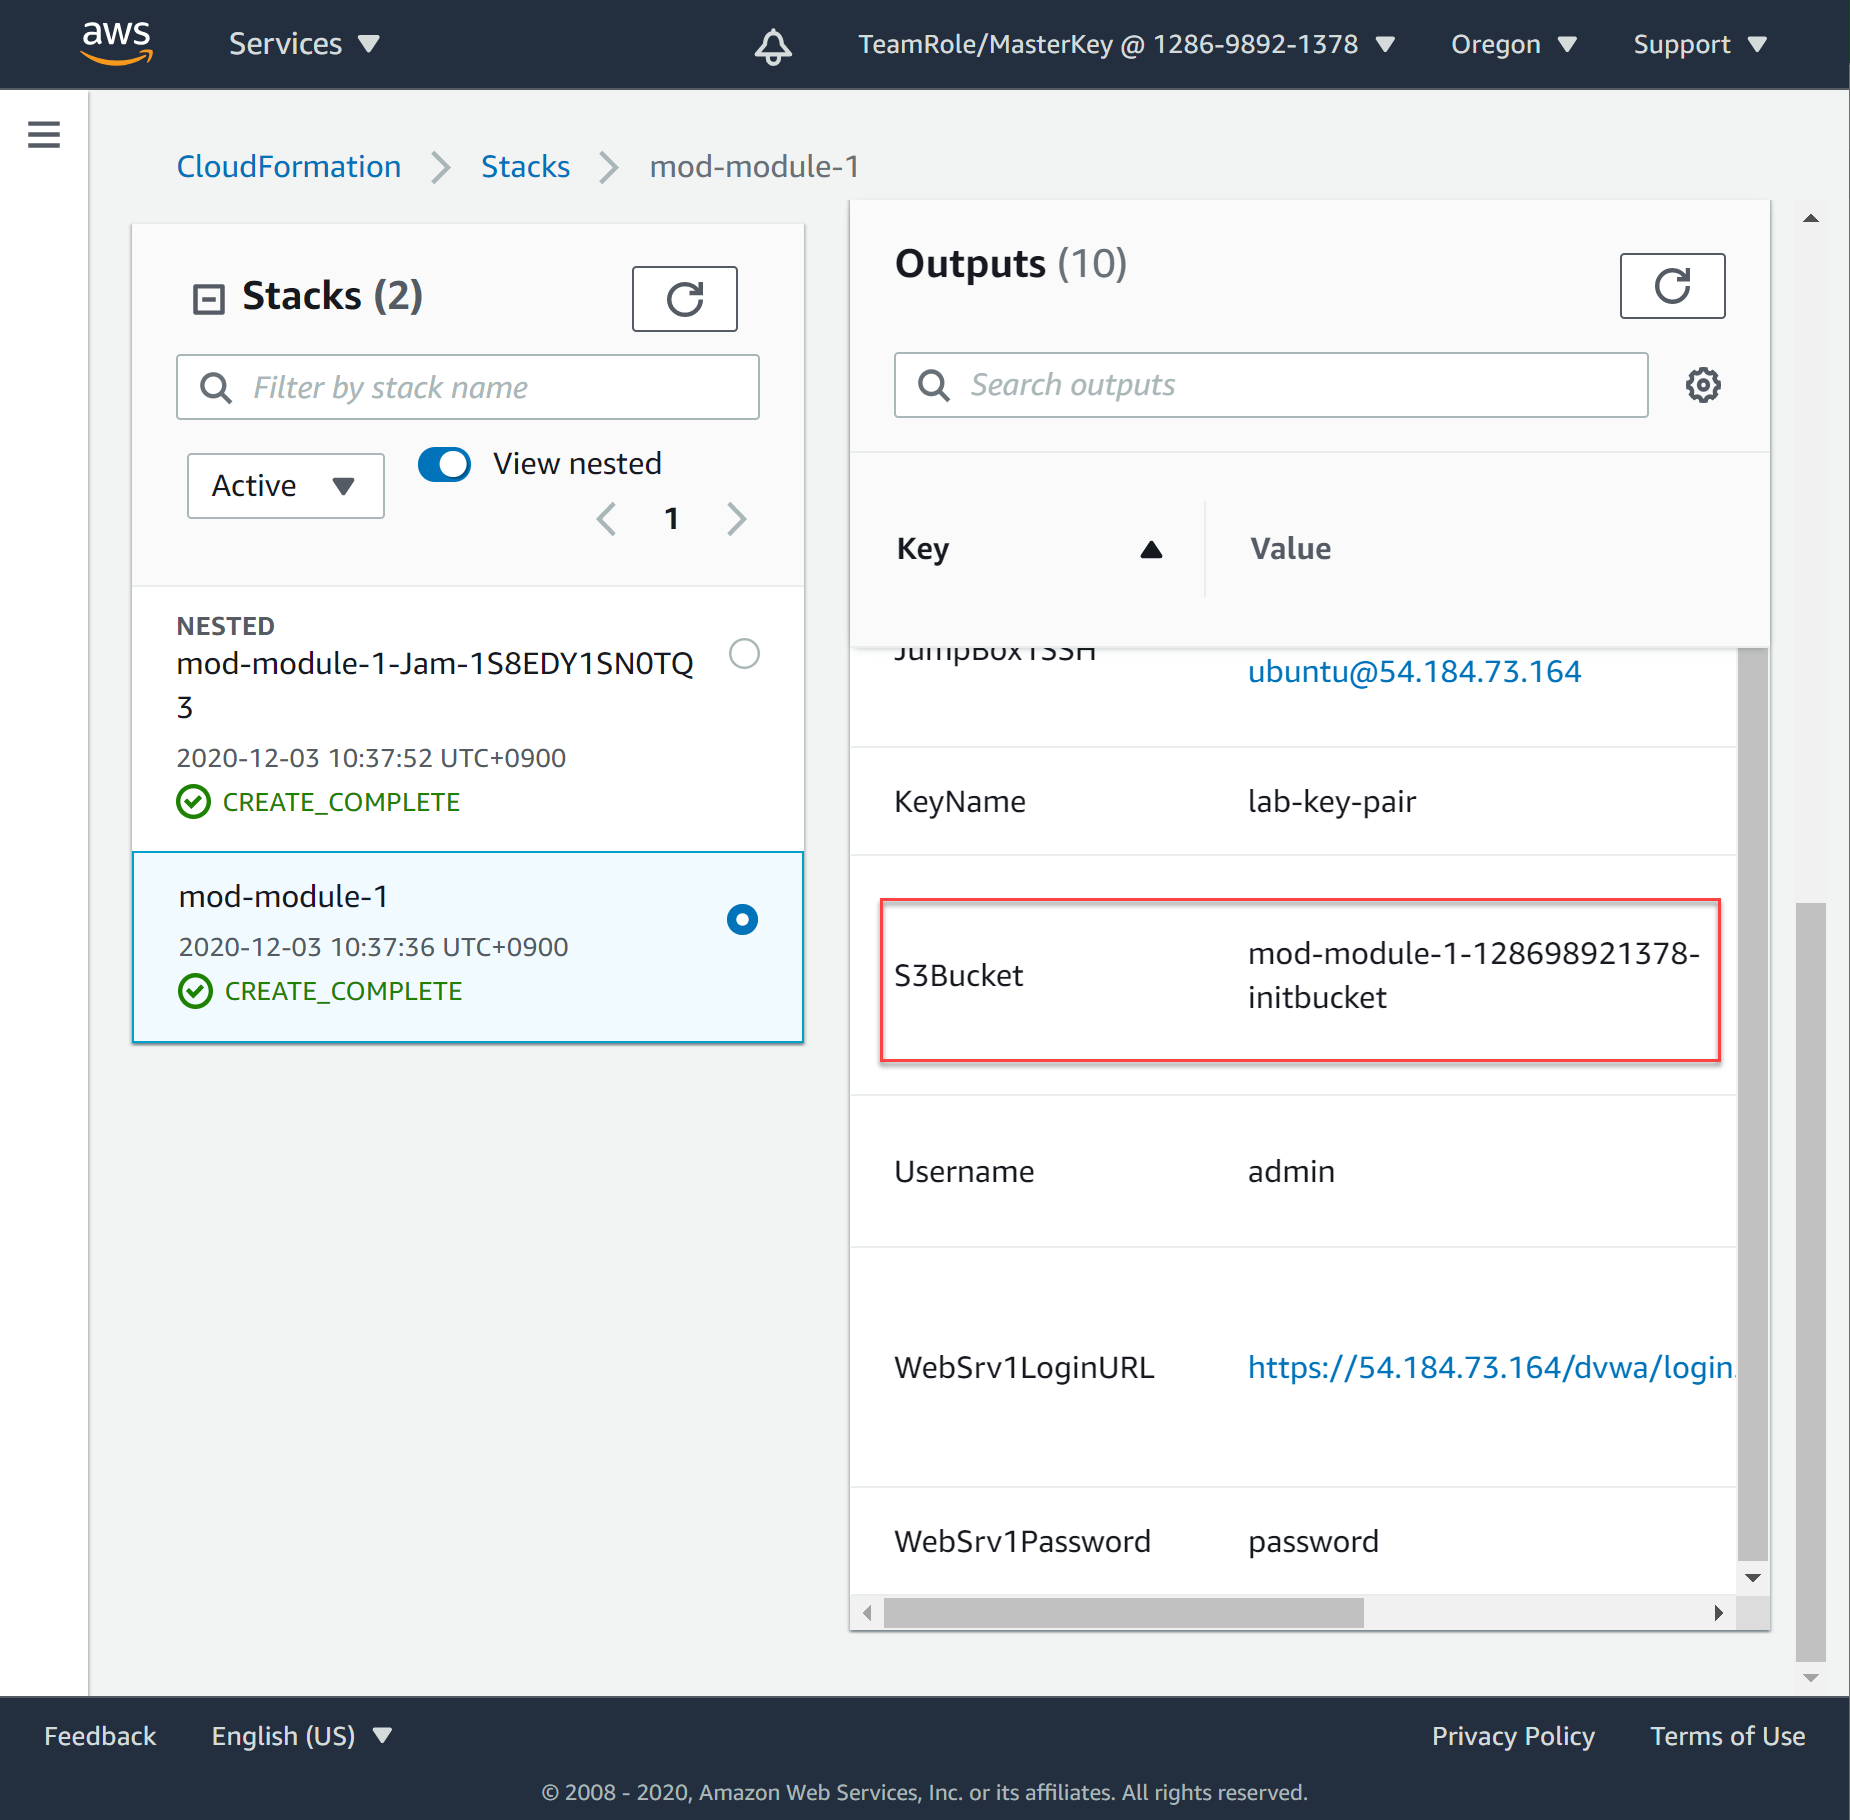 aws
Services
TeamRole/MasterKey @ 1286-9892-1378
Oregon
Support
CloudFormation
Stacks
mod-module-1
Stacks (2)
Filter by stack name
Active
View nested
1
NESTED
mod-module-1-Jam-1S8EDY1SN0TQ
3
2020-12-03 10:37:52 UTC+0900
CREATE_COMPLETE
mod-module-1
2020-12-03 10:37:36 UTC+0900
CREATE_COMPLETE
Outputs (10)
Search outputs
Key
Value
JumpBox1SSH
ubuntu@54.184.73.164
KeyName
lab-key-pair
S3Bucket
mod-module-1-128698921378-
initbucket
Username
admin
WebSrv1LoginURL
https://54.184.73.164/dvwa/login.
WebSrv1Password
password
Feedback
English (US)
Privacy Policy
Terms of Use
© 2008 - 2020, Amazon Web Services, Inc. or its affiliates. All rights reserved.